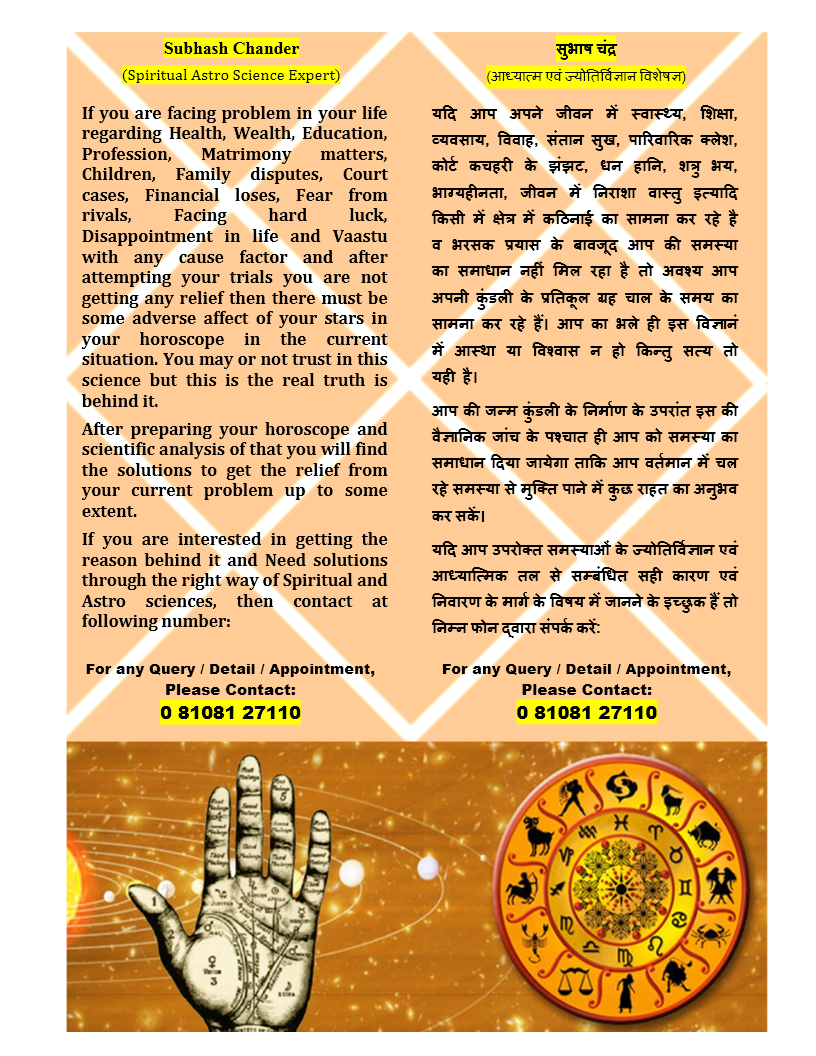 Subhash Chander
(Spiritual Astro Science Expert)
If you are facing problem in your life
regarding Health, Wealth, Education,
Profession, Matrimony matters,
Children, Family disputes, Court
cases, Financial loses, Fear from
rivals, Facing hard luck,
Disappointment in life and Vaastu
with any cause factor and after
attempting your trials you are not
getting any relief then there must be
some adverse affect of your stars in
your horoscope in the current
situation. You may or not trust in this
science but this is the real truth is
behind it.
After preparing your horoscope and
scientific analysis of that you will find
the solutions to get the relief from
your current problem up to some
extent.
If you are interested in getting the
reason behind it and Need solutions
through the right way of Spiritual and
Astro sciences, then contact at
following number:
For any Query / Detail / Appointment,
Please Contact:
0 81081 27110
सुभाष चंद्र
(आध्यात्म एवं ज्योतिर्विज्ञान विशेषज्ञ)
यदि आप अपने जीवन में स्वास्थ्य, शिक्षा,
व्यवसाय, विवाह, संतान सुख, पारिवारिक क्लेश,
कोर्ट कचहरी के झंझट, धन हानि, शत्रु भय,
भाग्यहीनता, जीवन में निराशा वास्तु इत्यादि
किसी में क्षेत्र में कठिनाई का सामना कर रहे है
व भरसक प्रयास के बावजूद आप की समस्या
का समाधान नहीं मिल रहा है तो अवश्य आप
अपनी कुंडली के प्रतिकूल ग्रह चाल के समय का
सामना कर रहे हैं। आप का भले ही इस विज्ञानं
में आस्था या विश्वास न हो किन्तु सत्य तो
यही है।
आप की जन्म कुंडली के निर्माण के उपरांत इस की
वैज्ञानिक जांच के पश्चात ही आप को समस्या का
समाधान दिया जायेगा ताकि आप वर्तमान में चल
रहे समस्या से मुक्ति पाने में कुछ राहत का अनुभव
कर सकें।
यदि आप उपरोक्त समस्याओं के ज्योतिर्विज्ञान एवं
आध्यात्मिक तल से सम्बंधित सही कारण एवं
निवारण के मार्ग के विषय में जानने के इच्छुक हैं तो
निम्न फोन द्वारा संपर्क करें:
For any Query / Detail / Appointment,
Please Contact:
0 81081 27110
First
Phalange
5
Second
Phalange
Third
Phalange
1
2
3
JUPITER